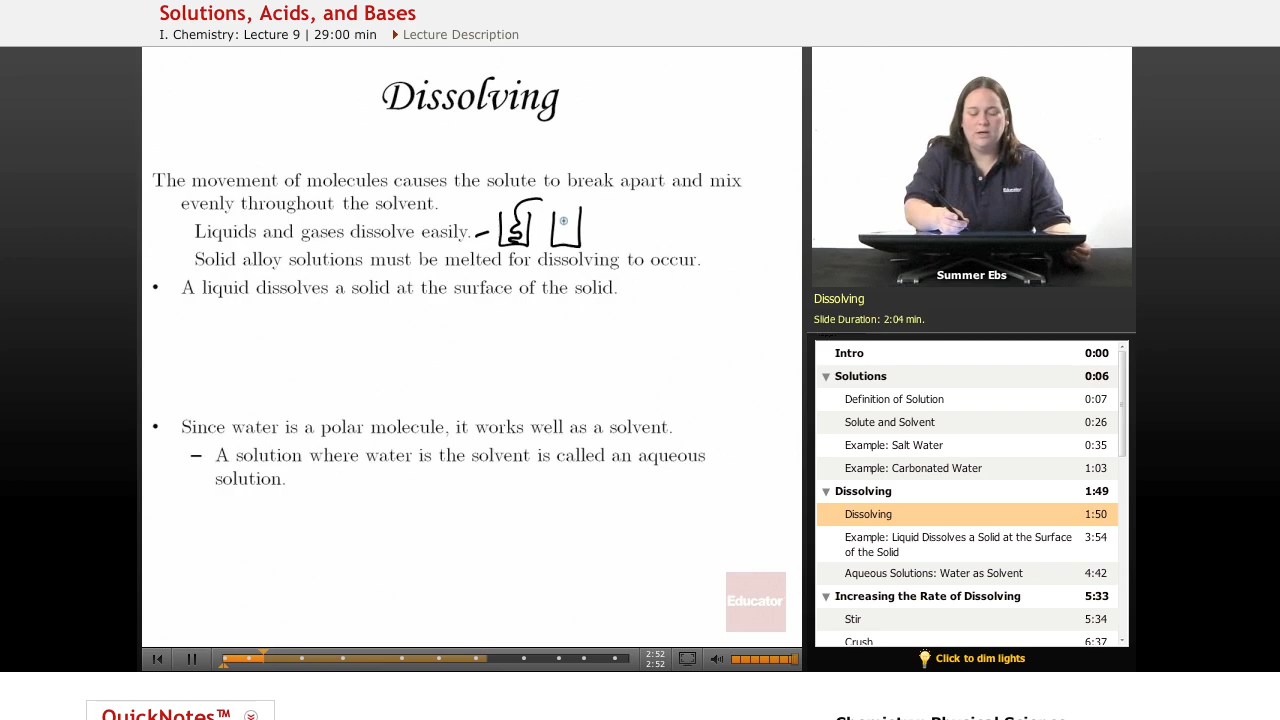 Solutions, Acids, and Bases
I. Chemistry: Lecture 9 | 29:00 min
Lecture Description
Dissolving
The movement of molecules causes the solute to break apart and mix
evenly throughout the solvent.
Liquids and gases dissolve easily.
Solid alloy solutions must be melted for dissolving to occur.
• A liquid dissolves a solid at the surface of the solid.
• Since water is a polar molecule, it works well as a solvent.
– A solution where water is the solvent is called an aqueous
solution.
Educator
2:52
2:52
Educator
Summer Ebs
Dissolving
Slide Duration: 2:04 min.
Intro 0:00
Solutions 0:06
Definition of Solution 0:07
Solute and Solvent 0:26
Example: Salt Water 0:35
Example: Carbonated Water 1:03
Dissolving 1:49
Dissolving 1:50
Example: Liquid Dissolves a Solid at the Surface 3:54
of the Solid
Aqueous Solutions: Water as Solvent 4:42
Increasing the Rate of Dissolving 5:33
Stir 5:34
Crush 6:37
Click to dim lights
QuickNotes™
Chemistry: Physical Science